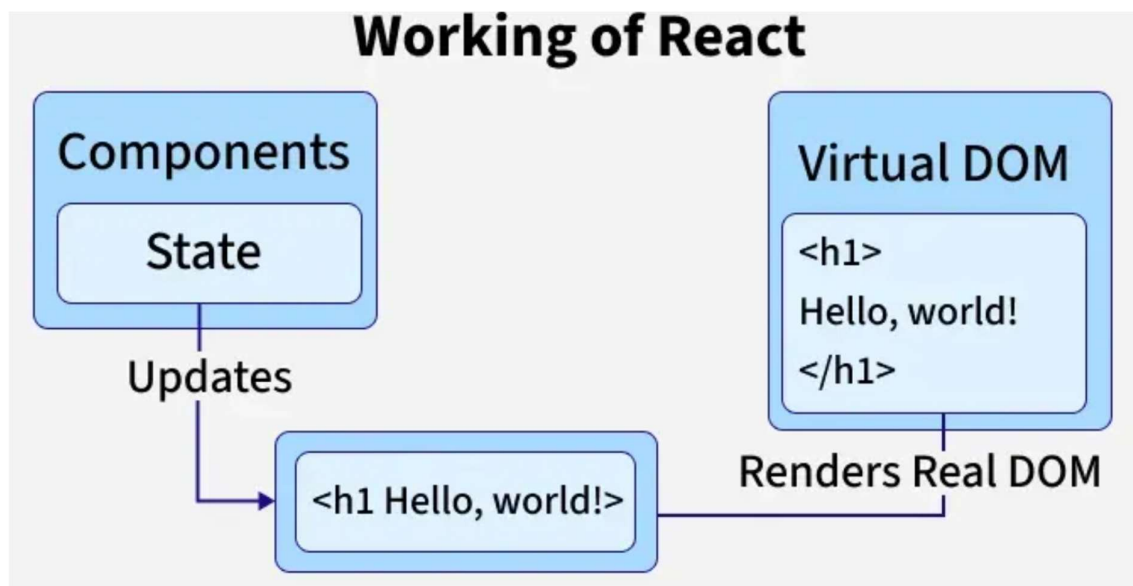 Working of React
Components
State
Updates
<h1 Hello, world!>
Virtual DOM
<h1>
Hello, world!
</h1>
Renders Real DOM